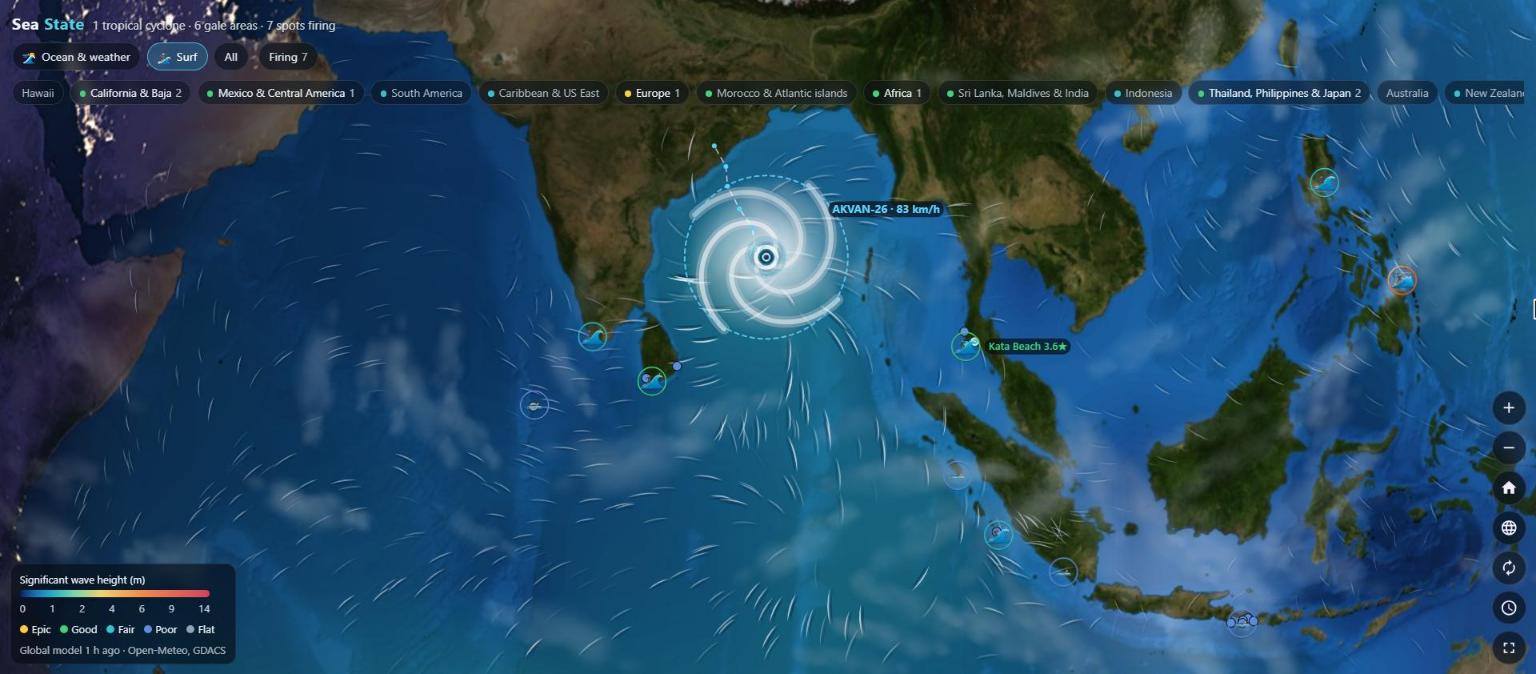 Sea State 1 tropical cyclone · 6 gale areas · 7 spots firing
Ocean & weather Surf All Firing 7
Hawaii California & Baja 2 Mexico & Central America 1 South America Caribbean & US East Europe 1 Morocco & Atlantic islands Africa 1 Sri Lanka, Maldives & India Indonesia Thailand, Philippines & Japan 2 Australia New Zealan
AKVAN-26 · 83 km/h
Kata Beach 3.6★
Significant wave height (m)
0 1 2 4 6 9 14
Epic Good Fair Poor Flat
Global model 1 h ago · Open-Meteo, GDACS